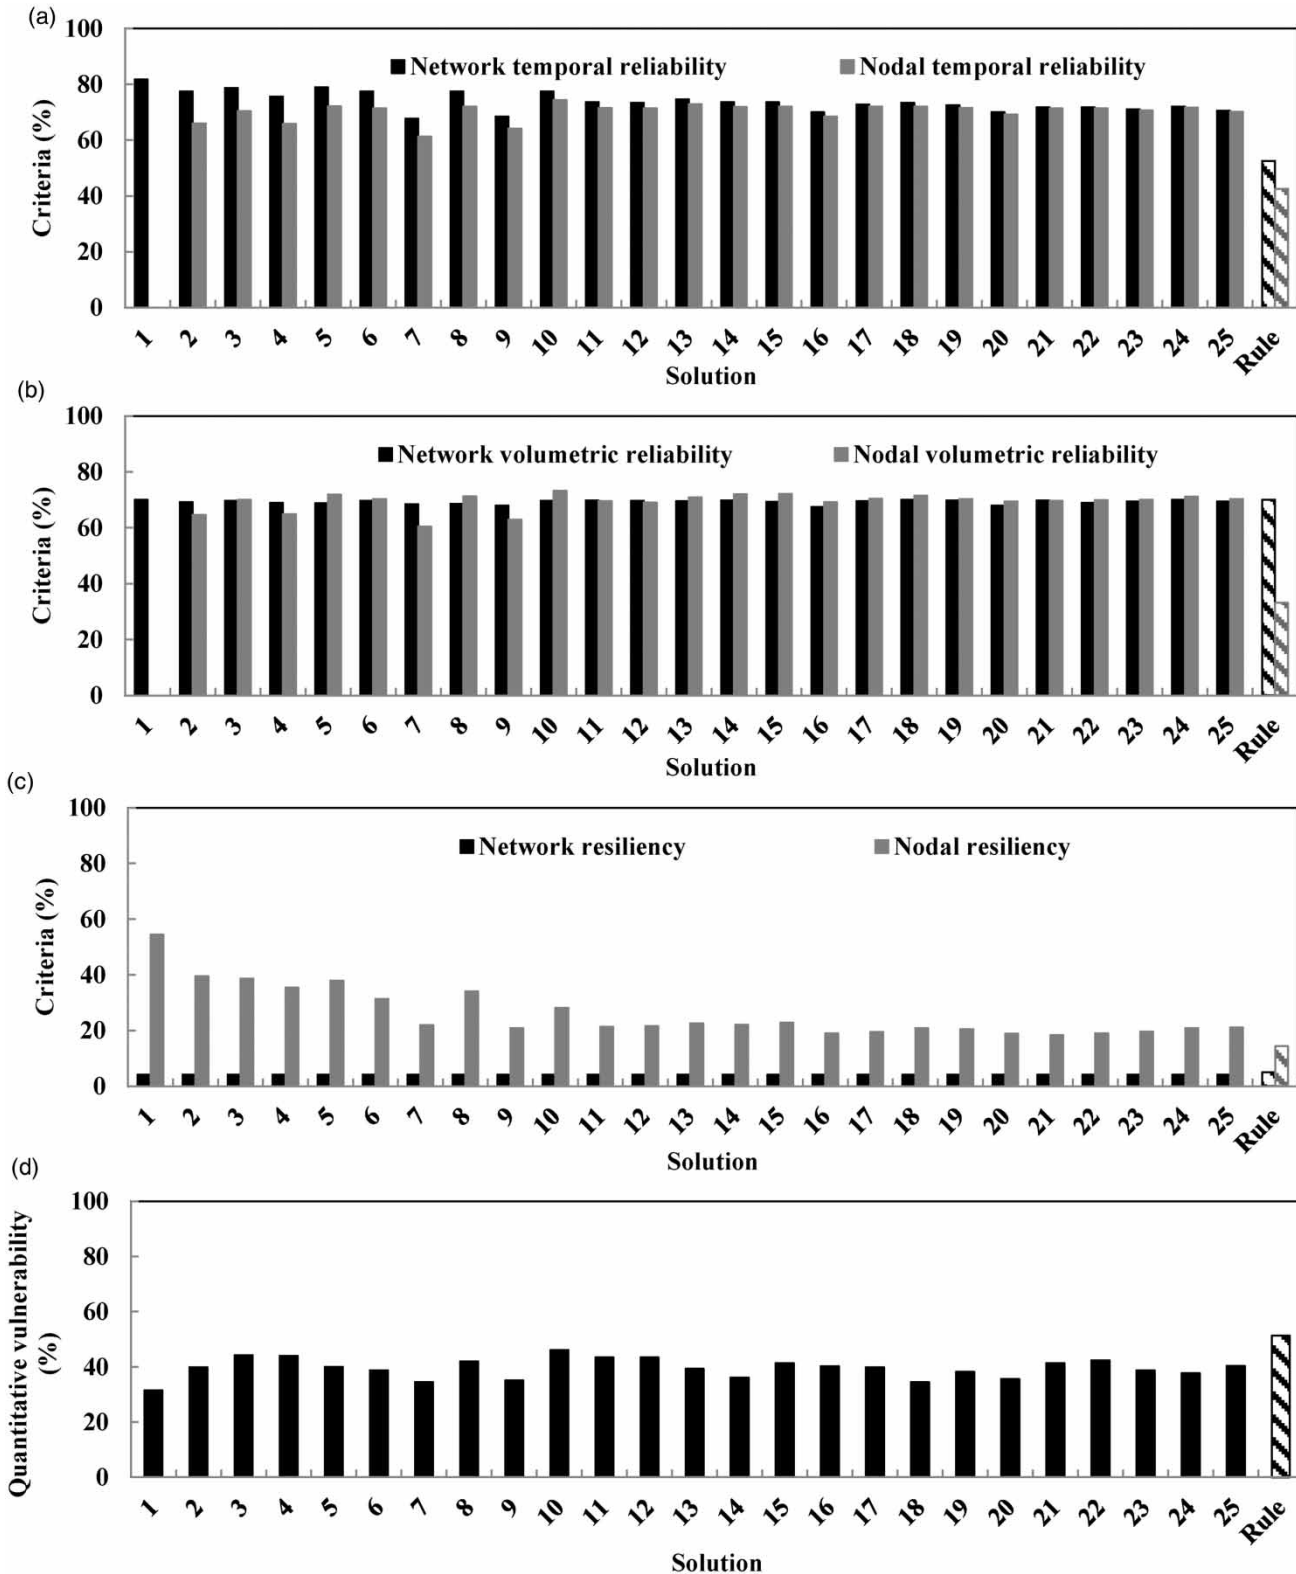 (a)
100
80
60
40
20
0
Criteria (%)
Network temporal reliability
Nodal temporal reliability
1 2 3 4 5 6 7 8 9 10 11 12 13 14 15 16 17 18 19 20 21 22 23 24 25 Rule
Solution
(b)
100
80
60
40
20
0
Criteria (%)
Network volumetric reliability
Nodal volumetric reliability
1 2 3 4 5 6 7 8 9 10 11 12 13 14 15 16 17 18 19 20 21 22 23 24 25 Rule
Solution
(c)
100
80
60
40
20
0
Criteria (%)
Network resiliency
Nodal resiliency
1 2 3 4 5 6 7 8 9 10 11 12 13 14 15 16 17 18 19 20 21 22 23 24 25 Rule
Solution
(d)
100
80
60
40
20
0
Quantitative vulnerability
(%)
1 2 3 4 5 6 7 8 9 10 11 12 13 14 15 16 17 18 19 20 21 22 23 24 25 Rule
Solution